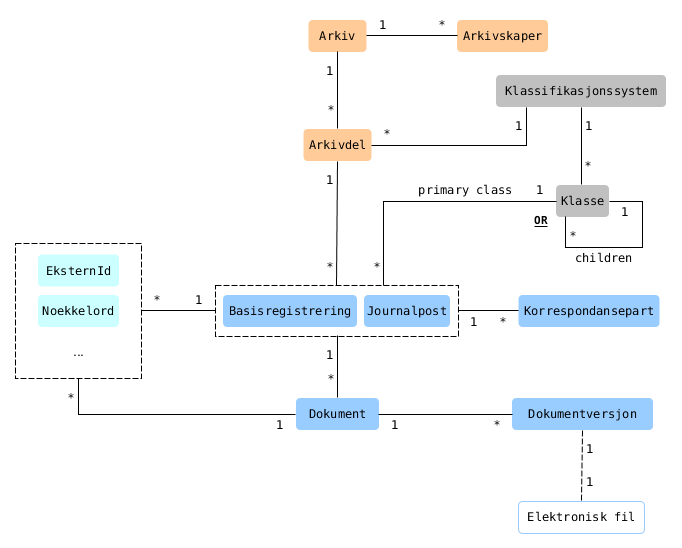 1 *
Arkiv Arkivskaper
1
Klassifikasjonssystem
*
1 1
*
Arkivdel
*
1
primary class 1
Klasse
1
OR
*
children
* *
EksternId
* 1
Noekkelord
Basisregistrering Journalpost
Korrespondansepart
1 *
...
1
*
*
Dokument
Dokumentversjon
1 1 *
1
1
Elektronisk fil